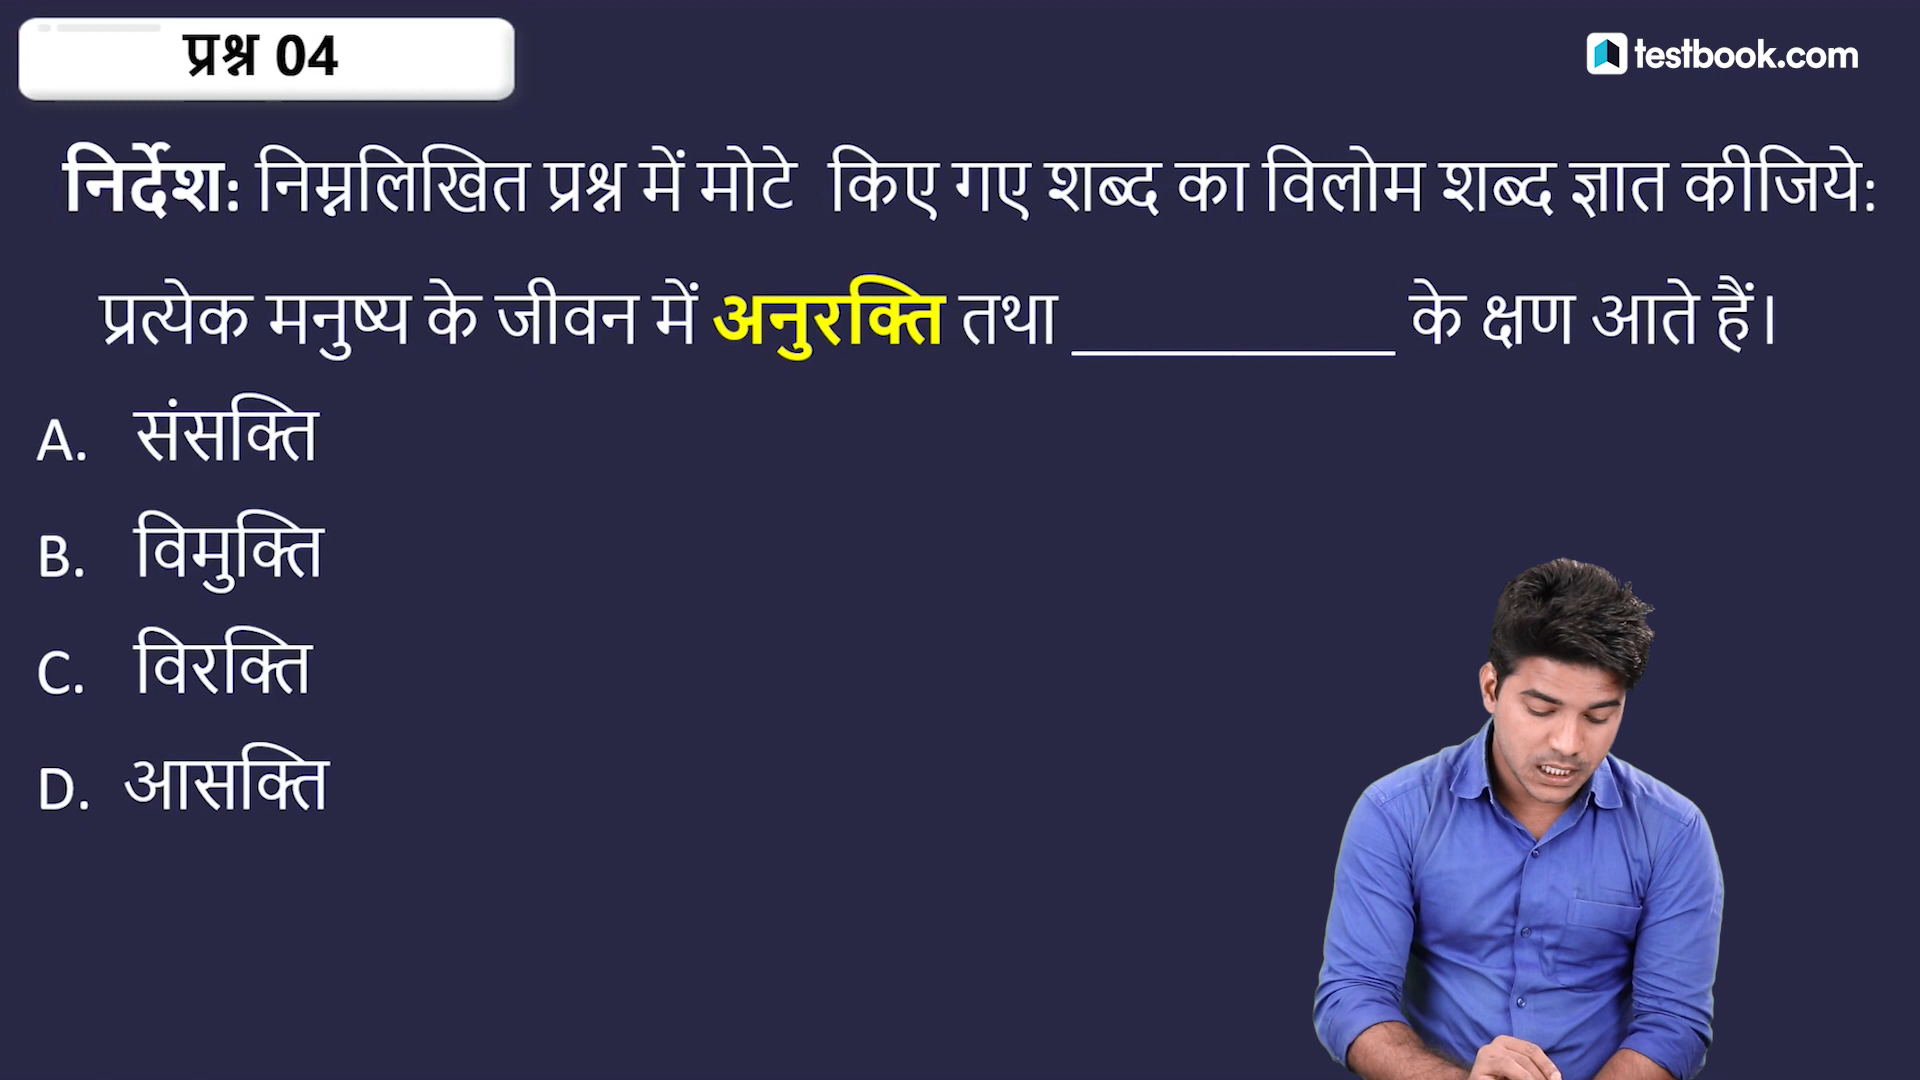 प्रश्न 04
testbook.com
निर्देश: निम्नलिखित प्रश्न में मोटे किए गए शब्द का विलोम शब्द ज्ञात कीजिये:
प्रत्येक मनुष्य के जीवन में अनुरक्ति तथा ____________ के क्षण आते हैं।
A. संसक्ति
B. विमुक्ति
C. विरक्ति
D. आसक्ति